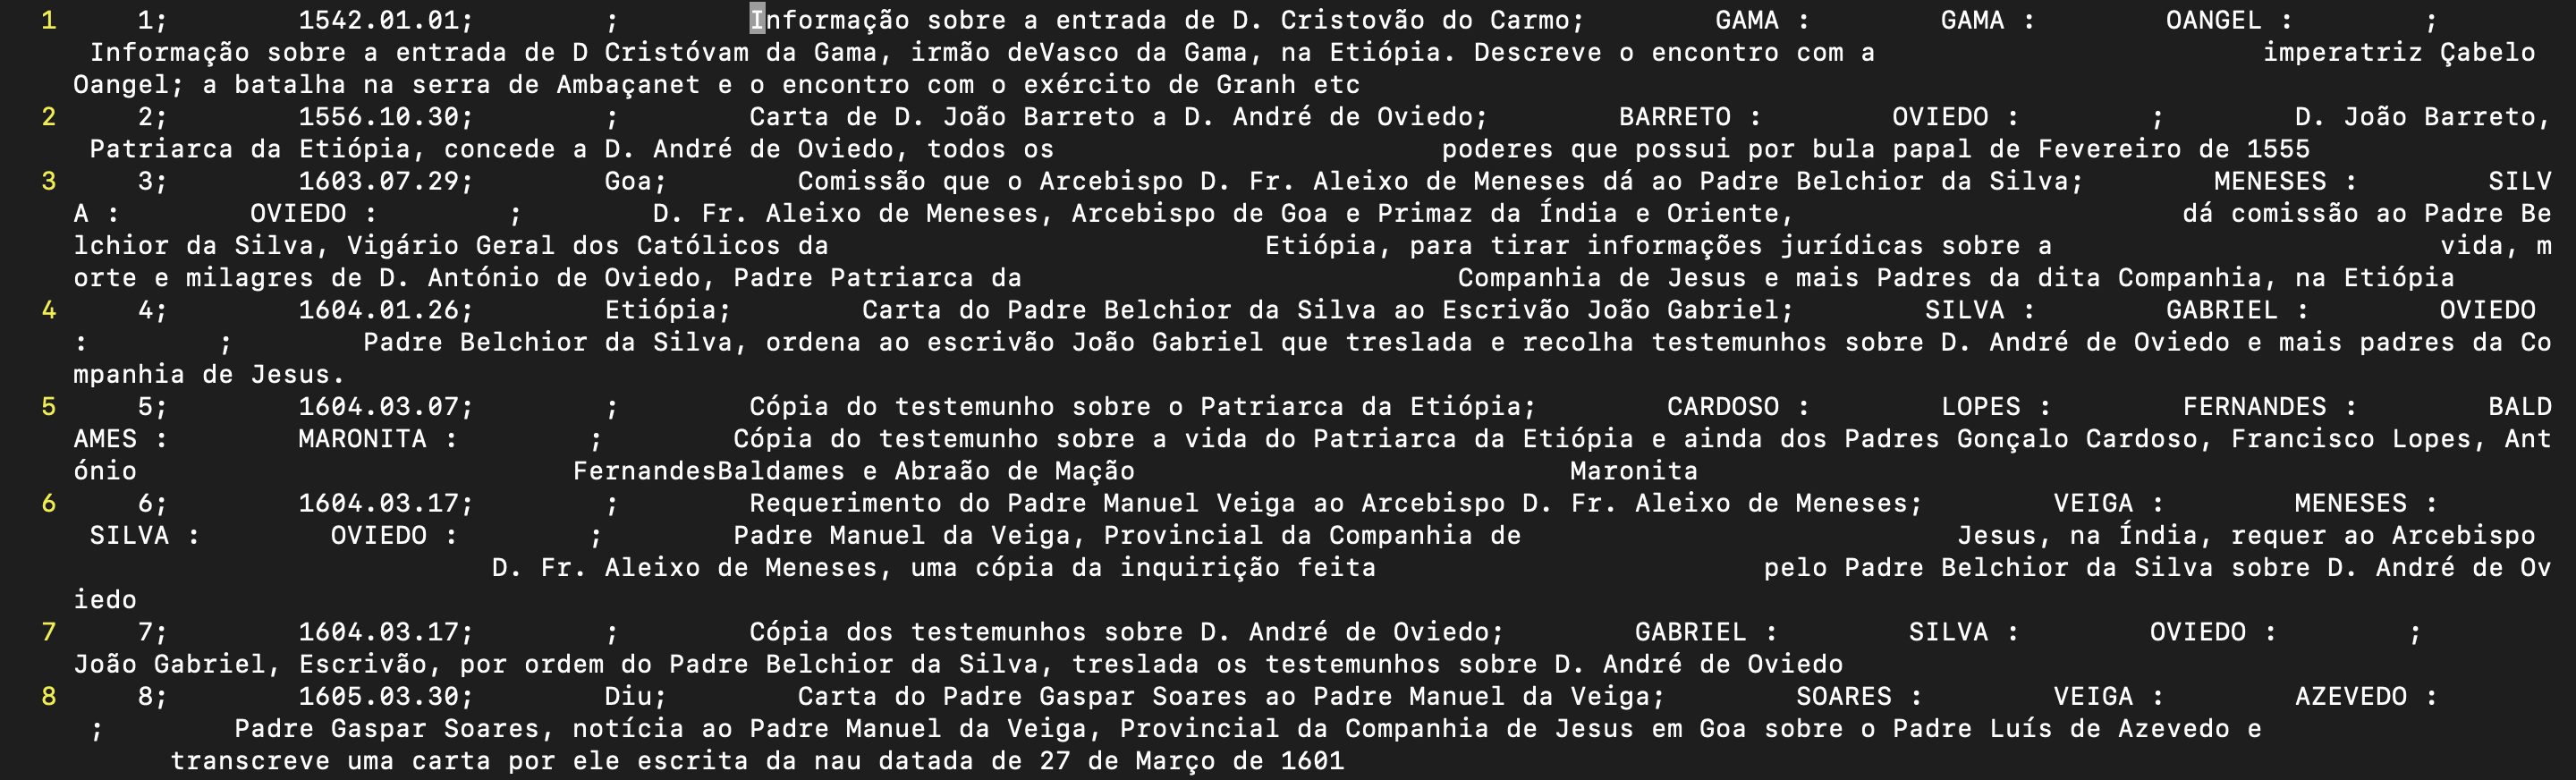 1 1; 1542.01.01; ; Informação sobre a entrada de D. Cristovão do Carmo; GAMA : GAMA : OANGEL : ;
Informação sobre a entrada de D Cristóvam da Gama, irmão deVasco da Gama, na Etiópia. Descreve o encontro com a imperatriz Çabelo
Oangel; a batalha na serra de Ambaçanet e o encontro com o exército de Granh etc
2 2; 1556.10.30; ; Carta de D. João Barreto a D. André de Oviedo; BARRETO : OVIEDO : ; D. João Barreto,
Patriarca da Etiópia, concede a D. André de Oviedo, todos os poderes que possui por bula papal de Fevereiro de 1555
3 3; 1603.07.29; Goa; Comissão que o Arcebispo D. Fr. Aleixo de Meneses dá ao Padre Belchior da Silva; MENESES : SILV
A : OVIEDO : ; D. Fr. Aleixo de Meneses, Arcebispo de Goa e Primaz da Índia e Oriente, dá comissão ao Padre Be
lchior da Silva, Vigário Geral dos Católicos da Etiópia, para tirar informações jurídicas sobre a vida, m
orte e milagres de D. António de Oviedo, Padre Patriarca da Companhia de Jesus e mais Padres da dita Companhia, na Etiópia
4 4; 1604.01.26; Etiópia; Carta do Padre Belchior da Silva ao Escrivão João Gabriel; SILVA : GABRIEL : OVIEDO
: ; Padre Belchior da Silva, ordena ao escrivão João Gabriel que treslada e recolha testemunhos sobre D. André de Oviedo e mais padres da Co
mpanhia de Jesus.
5 5; 1604.03.07; ; Cópia do testemunho sobre o Patriarca da Etiópia; CARDOSO : LOPES : FERNANDES : BALD
AMES : MARONITA : ; Cópia do testemunho sobre a vida do Patriarca da Etiópia e ainda dos Padres Gonçalo Cardoso, Francisco Lopes, Ant
ónio FernandesBaldames e Abraão de Mação Maronita
6 6; 1604.03.17; ; Requerimento do Padre Manuel Veiga ao Arcebispo D. Fr. Aleixo de Meneses; VEIGA : MENESES :
SILVA : OVIEDO : ; Padre Manuel da Veiga, Provincial da Companhia de Jesus, na Índia, requer ao Arcebispo
D. Fr. Aleixo de Meneses, uma cópia da inquirição feita pelo Padre Belchior da Silva sobre D. André de Ov
iedo
7 7; 1604.03.17; ; Cópia dos testemunhos sobre D. André de Oviedo; GABRIEL : SILVA : OVIEDO : ;
João Gabriel, Escrivão, por ordem do Padre Belchior da Silva, treslada os testemunhos sobre D. André de Oviedo
8 8; 1605.03.30; Diu; Carta do Padre Gaspar Soares ao Padre Manuel da Veiga; SOARES : VEIGA : AZEVEDO :
; Padre Gaspar Soares, notícia ao Padre Manuel da Veiga, Provincial da Companhia de Jesus em Goa sobre o Padre Luís de Azevedo e
transcreve uma carta por ele escrita da nau datada de 27 de Março de 1601